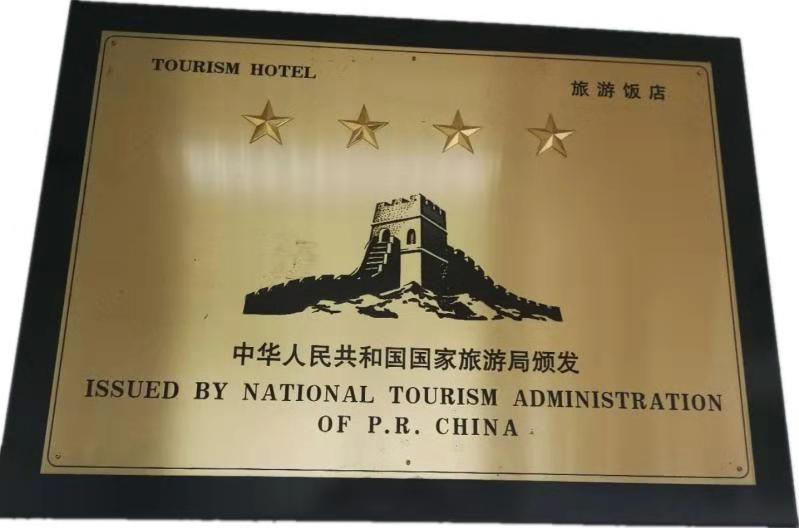 TOURISM HOTEL
旅游饭店
中华人民共和国国家旅游局颁发
ISSUED BY NATIONAL TOURISM ADMINISTRATION
OF P.R. CHINA